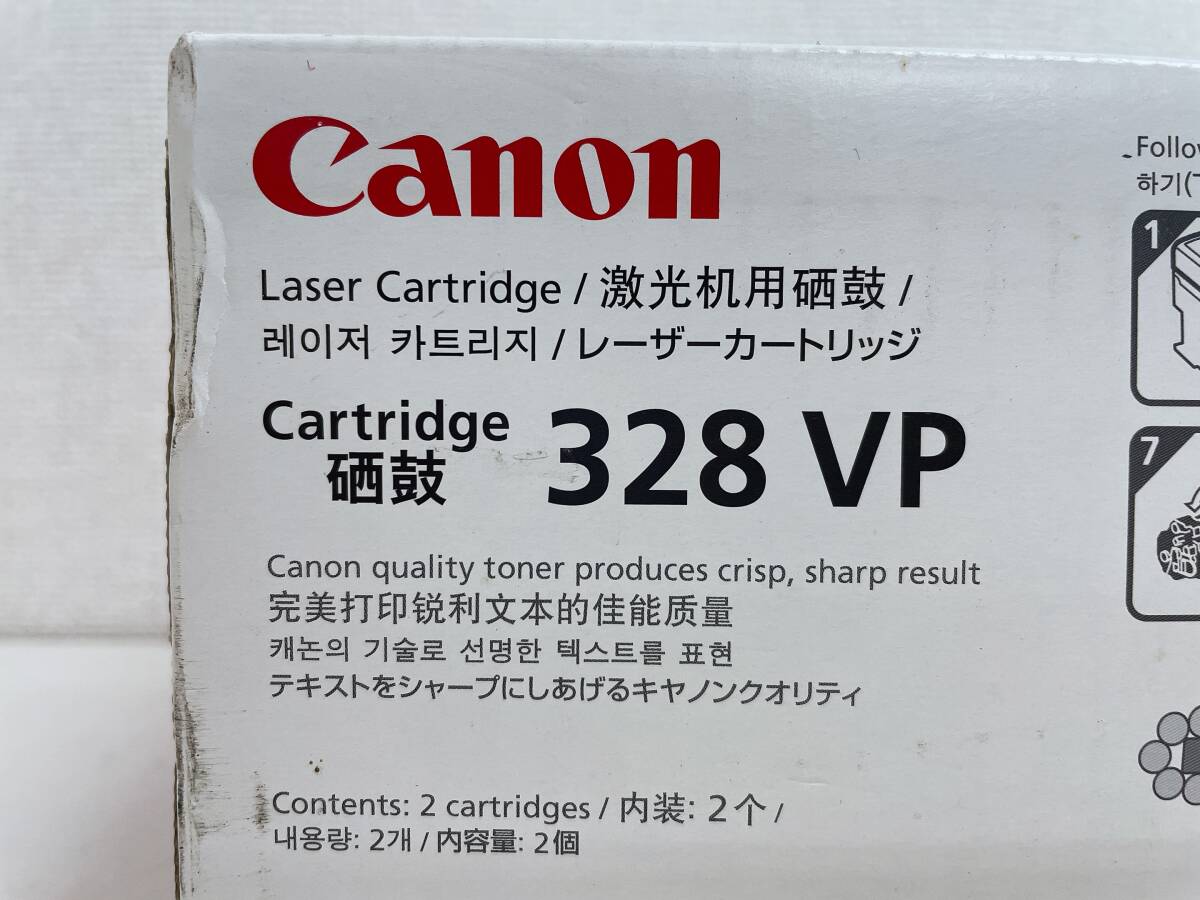 Canon
Laser Cartridge / 激光机用硒鼓 /
레이저 카트리지 / レーザーカートリッジ
Cartridge
硒鼓
328 VP
Canon quality toner produces crisp, sharp result
完美打印锐利文本的佳能质量
캐논의 기술로 선명한 텍스트를 표현
テキストをシャープにしあげるキヤノンクオリティ
Contents: 2 cartridges / 内装: 2个 /
내용량: 2개 / 内容量: 2個
하기(
1
7